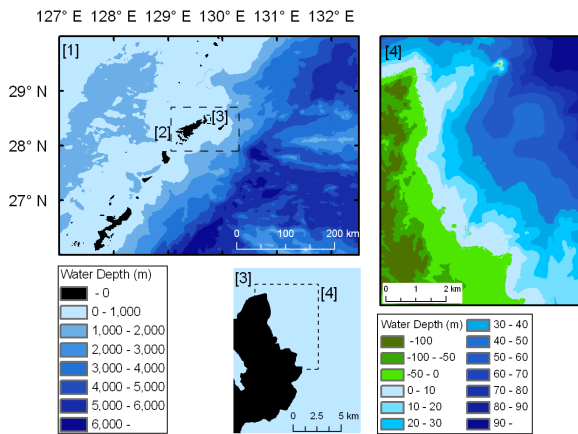 127° E 128° E 129° E 130° E 131° E 132° E
[1]
29° N
28° N
27° N
[2]
[3]
0 100 200 km
[4]
0 1 2 km
Water Depth (m)
- 0
0 - 1,000
1,000 - 2,000
2,000 - 3,000
3,000 - 4,000
4,000 - 5,000
5,000 - 6,000
6,000 -
[3]
[4]
0 2.5 5 km
Water Depth (m)
-100
-100 - -50
-50 - 0
0 - 10
10 - 20
20 - 30
30 - 40
40 - 50
50 - 60
60 - 70
70 - 80
80 - 90
90 -